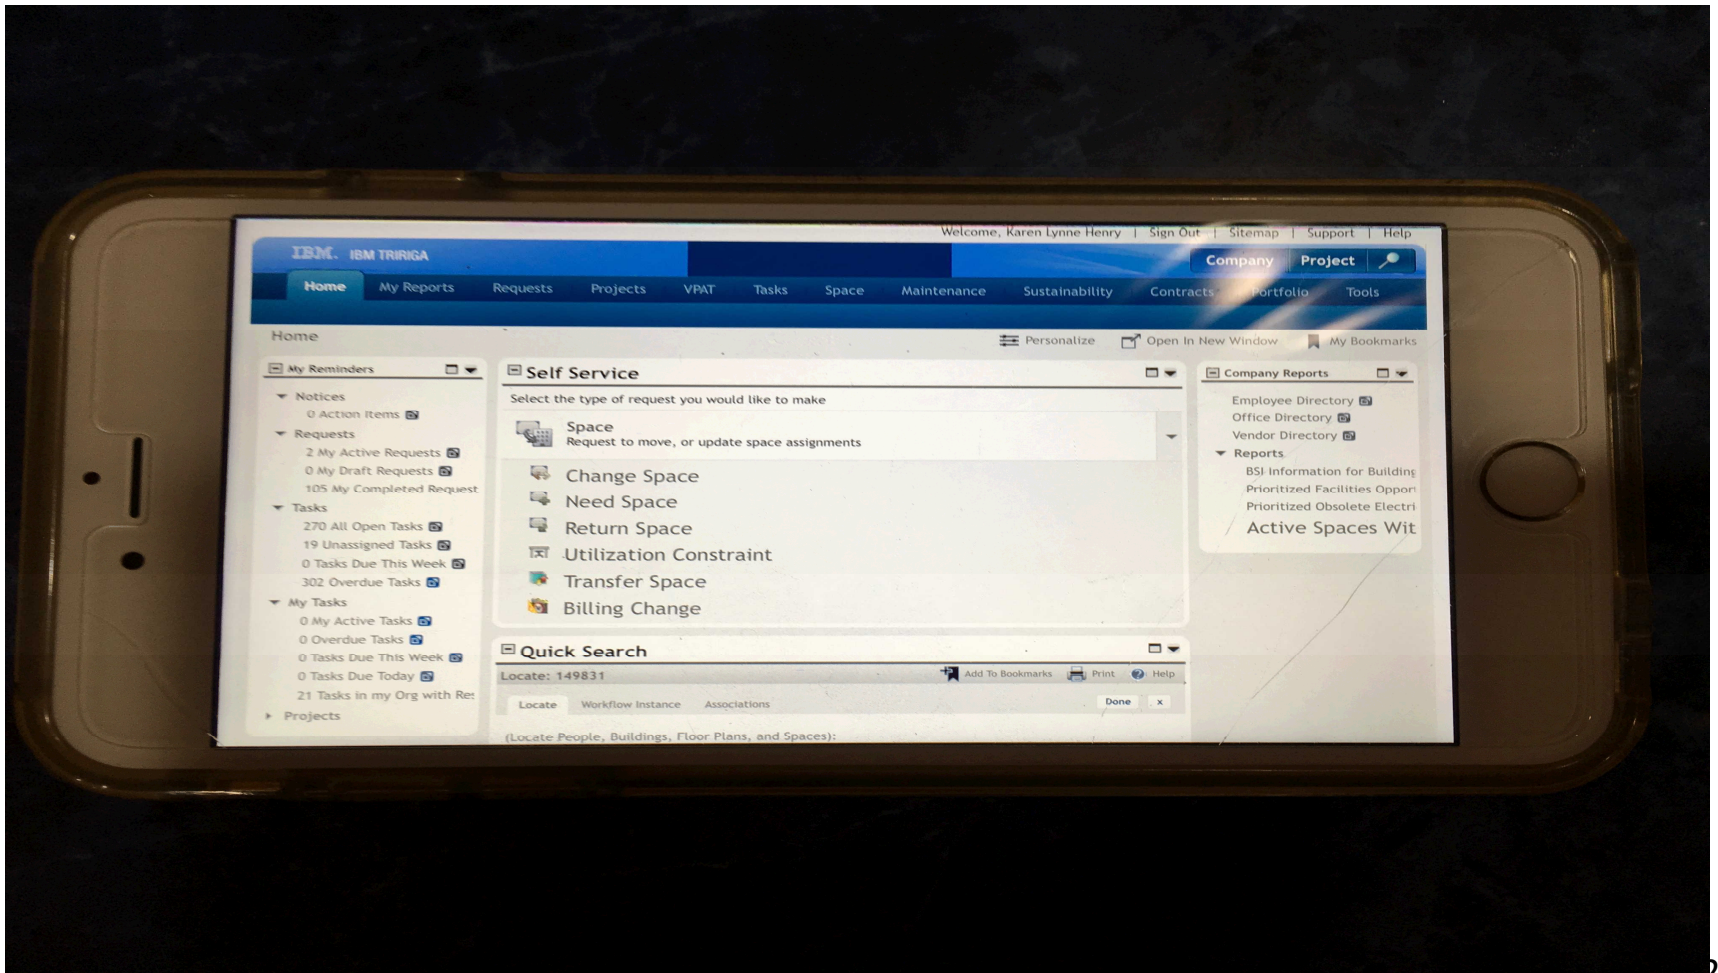 Welcome, Karen Lynne Henry | Sign Out | Sitemap | Support | Help
IBM. IBM TRIRIGA
Company Project
Home My Reports Requests Projects VPAT Tasks Space Maintenance Sustainability Contracts Portfolio Tools
Home
Personalize Open In New Window My Bookmarks
My Reminders
Notices
0 Action Items
Requests
2 My Active Requests
0 My Draft Requests
105 My Completed Request
Tasks
270 All Open Tasks
19 Unassigned Tasks
0 Tasks Due This Week
302 Overdue Tasks
My Tasks
0 My Active Tasks
0 Overdue Tasks
0 Tasks Due This Week
0 Tasks Due Today
21 Tasks in my Org with Res
Projects
Self Service
Select the type of request you would like to make
Space
Request to move, or update space assignments
Change Space
Need Space
Return Space
Utilization Constraint
Transfer Space
Billing Change
Quick Search
Locate: 149831
Add To Bookmarks Print Help
Locate Workflow Instance Associations
Done x
(Locate People, Buildings, Floor Plans, and Spaces):
Company Reports
Employee Directory
Office Directory
Vendor Directory
Reports
BSI Information for Building
Prioritized Facilities Oppor
Prioritized Obsolete Electri
Active Spaces Wit